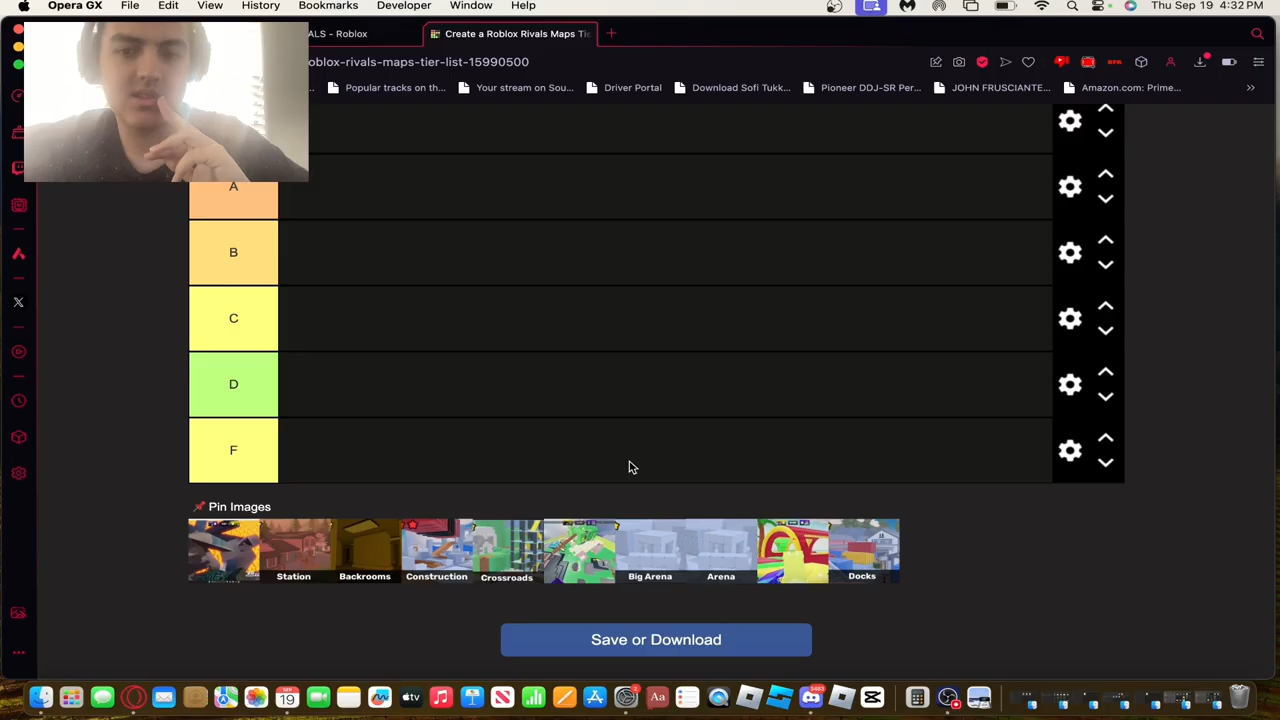 Opera GX File Edit View History Bookmarks Developer Window Help Thu Sep 19 4:32 PM
ALS - Roblox Create a Roblox Rivals Maps Tie
oblox-rivals-maps-tier-list-15990500
... Popular tracks on th... Your stream on Sou... Driver Portal Download Sofi Tukk... Pioneer DDJ-SR Per... JOHN FRUSCIANTE... Amazon.com: Prime...
A
B
C
D
F
Pin Images
Station Backrooms Construction Crossroads Big Arena Arena Docks
Save or Download